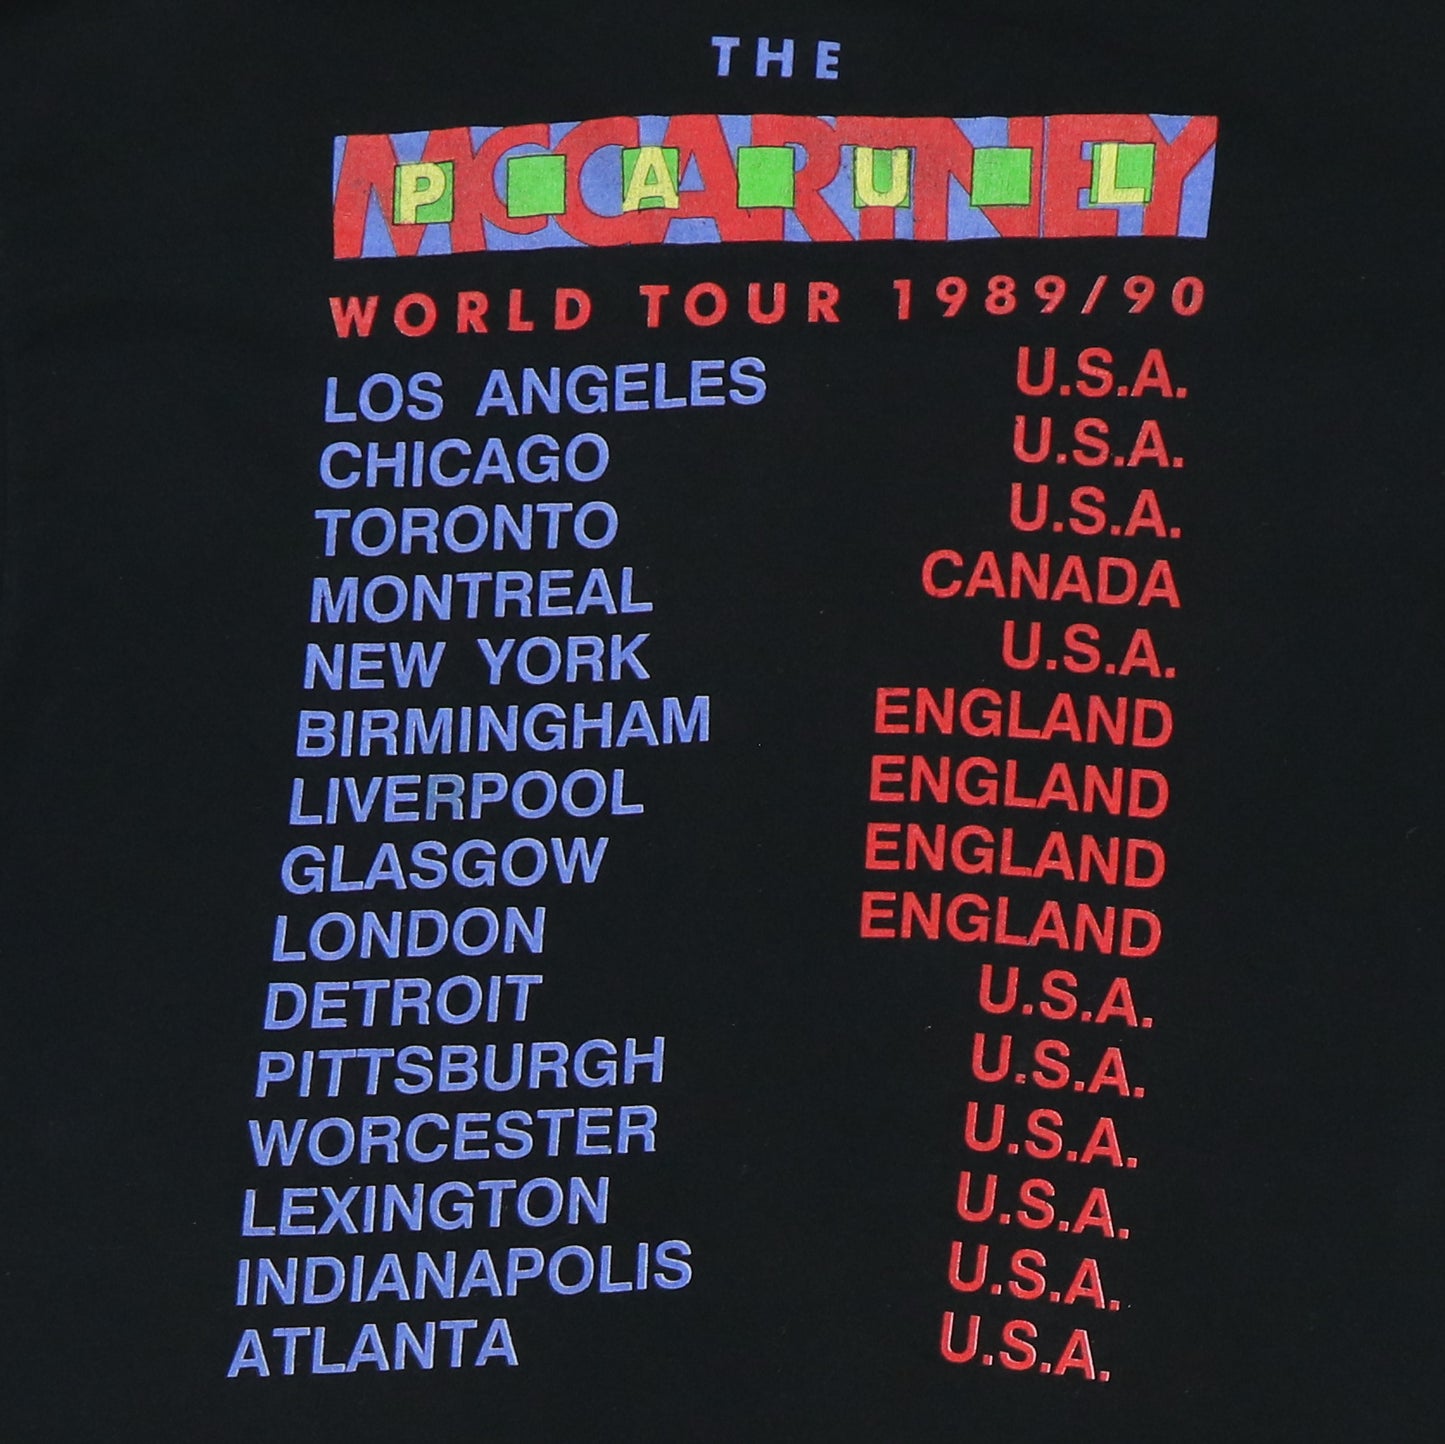 THE
PAUL
MCCARTNEY
WORLD TOUR 1989/90
LOS ANGELES U.S.A.
CHICAGO U.S.A.
TORONTO U.S.A.
MONTREAL CANADA
NEW YORK U.S.A.
BIRMINGHAM ENGLAND
LIVERPOOL ENGLAND
GLASGOW ENGLAND
LONDON ENGLAND
DETROIT U.S.A.
PITTSBURGH U.S.A.
WORCESTER U.S.A.
LEXINGTON U.S.A.
INDIANAPOLIS U.S.A.
ATLANTA U.S.A.